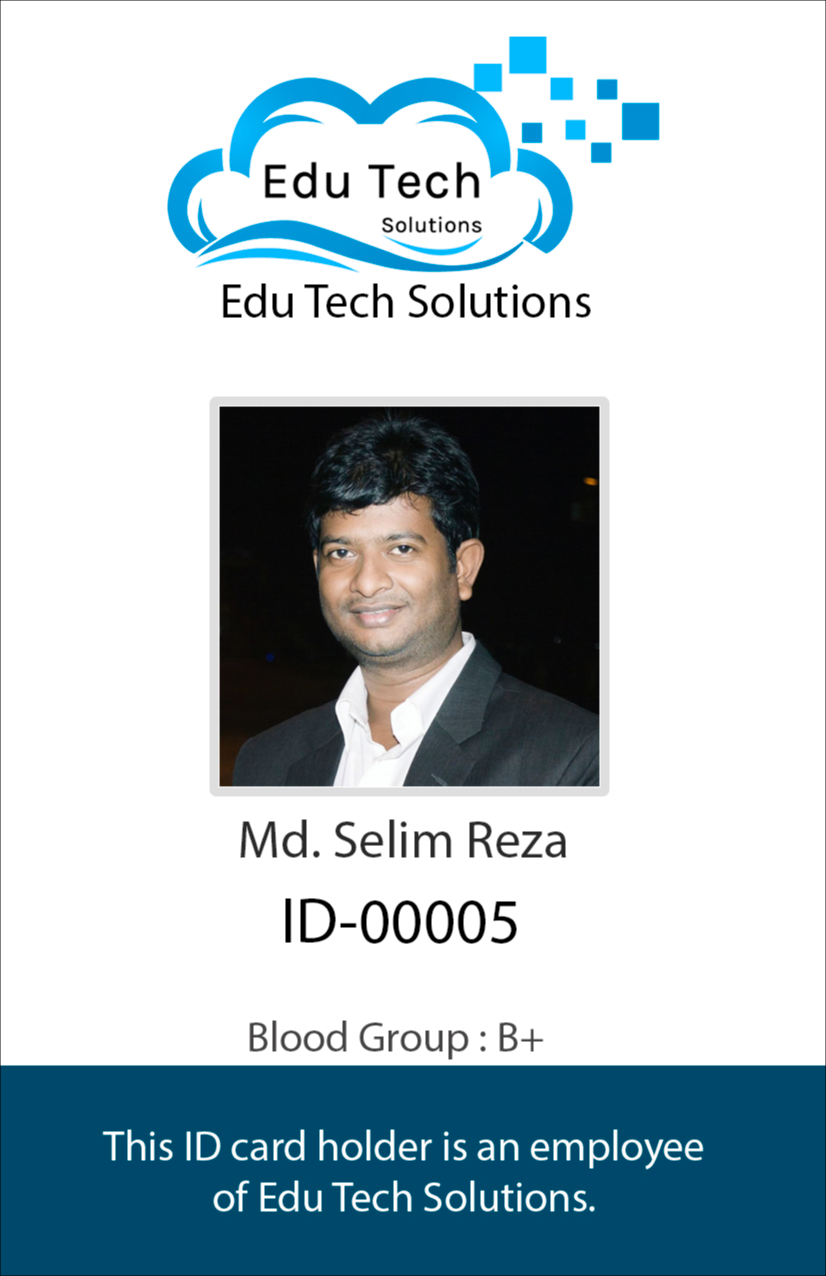 Edu Tech
Solutions
Edu Tech Solutions
Md. Selim Reza
ID-00005
Blood Group : B+
This ID card holder is an employee
of Edu Tech Solutions.